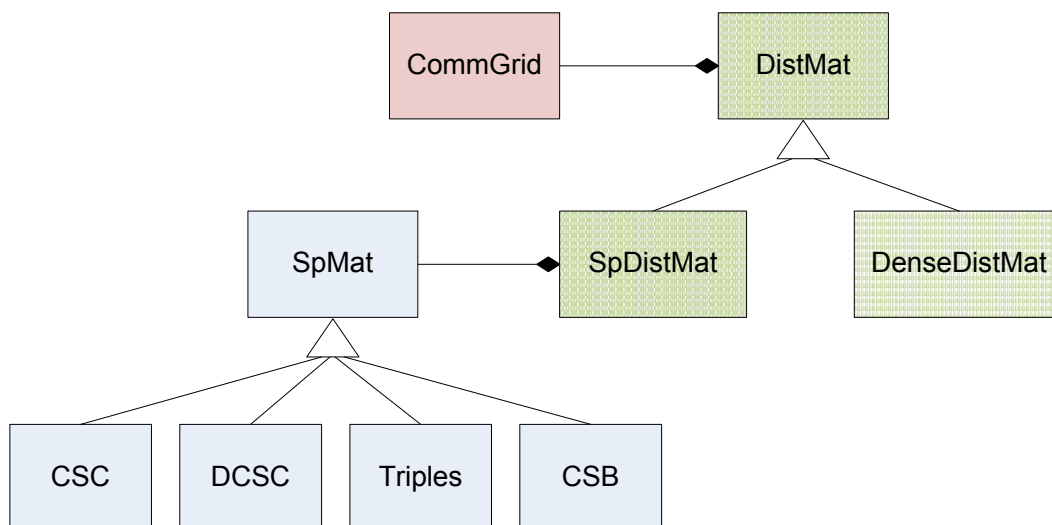 CommGrid
DistMat
SpMat
SpDistMat
DenseDistMat
CSC
DCSC
Triples
CSB